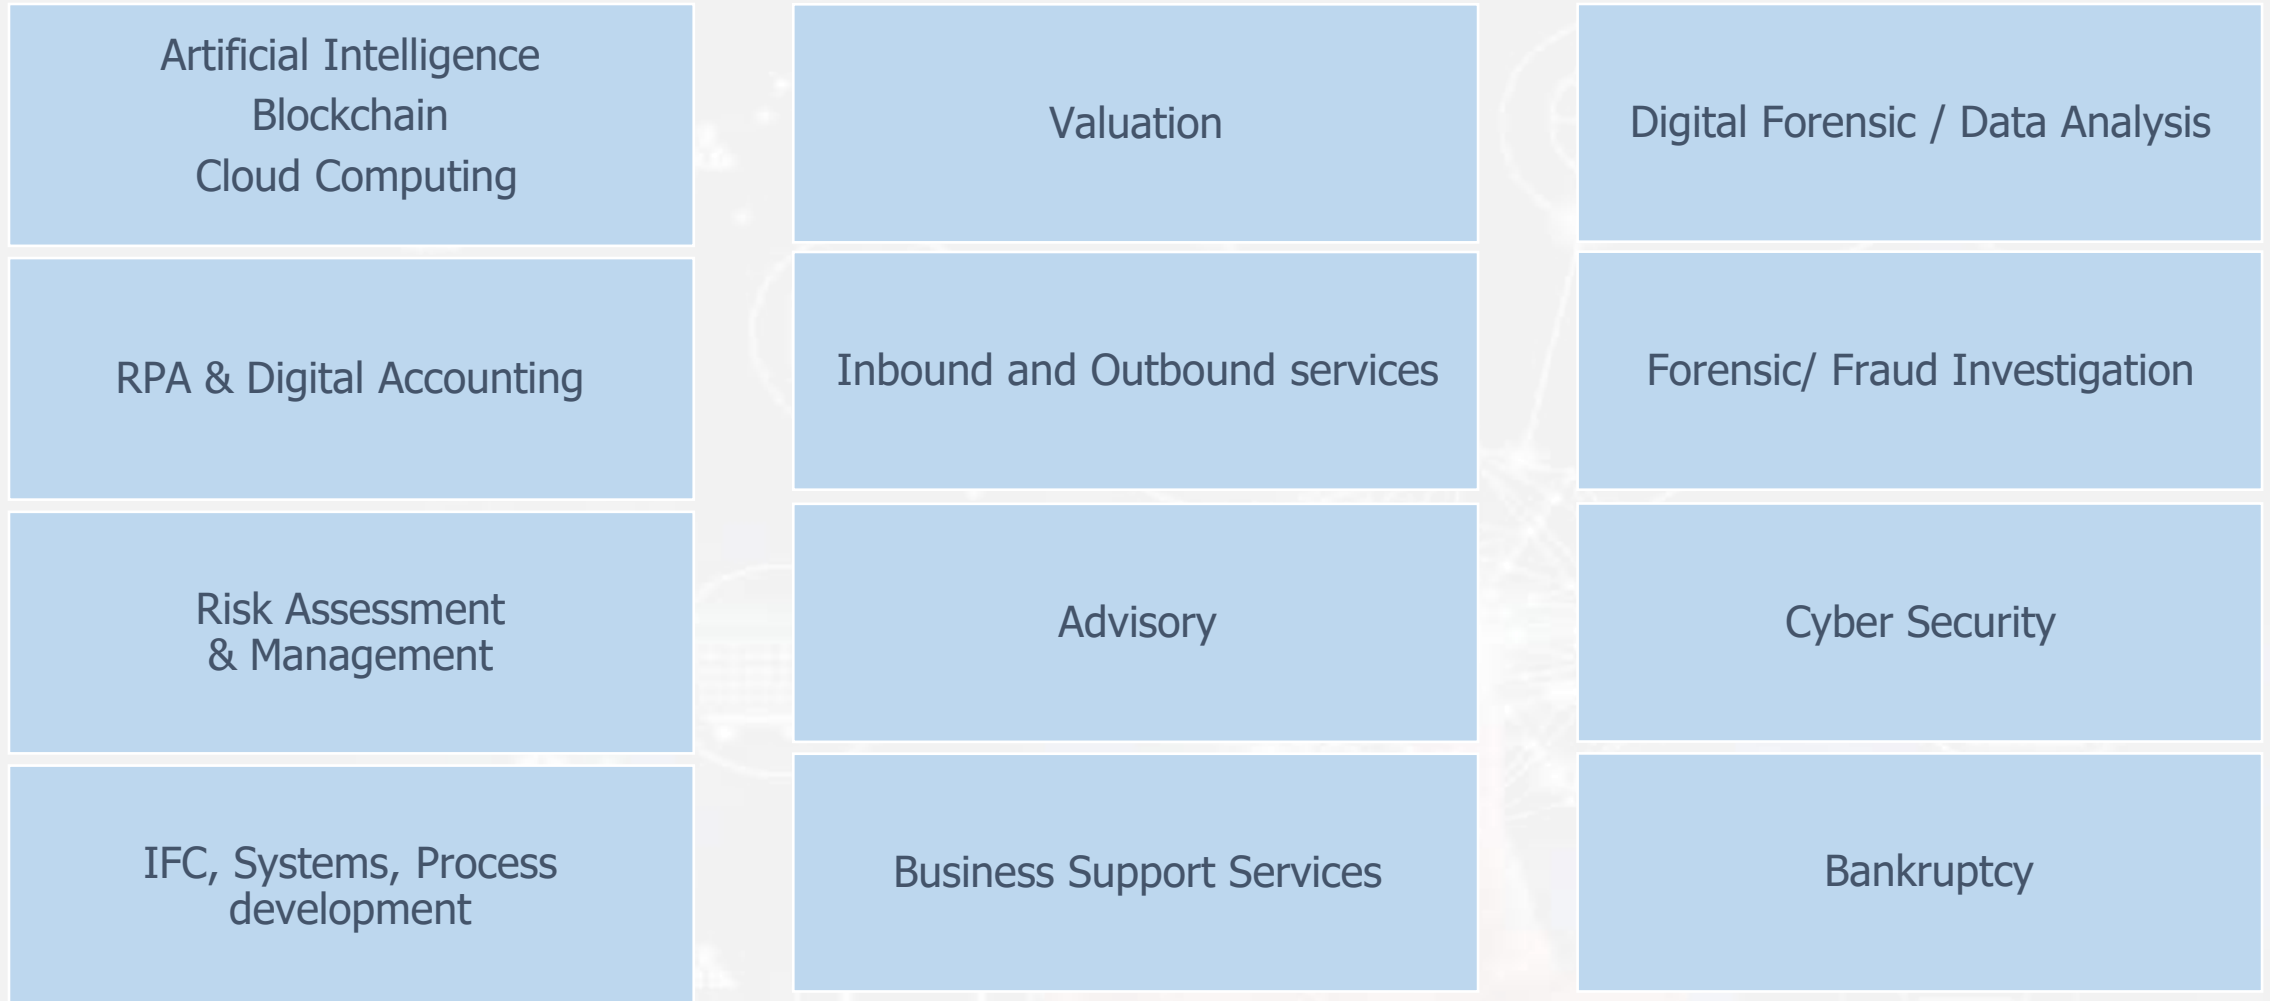 Artificial Intelligence
Blockchain
Cloud Computing
Valuation
Digital Forensic / Data Analysis
RPA & Digital Accounting
Inbound and Outbound services
Forensic/ Fraud Investigation
Risk Assessment
& Management
Advisory
Cyber Security
IFC, Systems, Process
development
Business Support Services
Bankruptcy